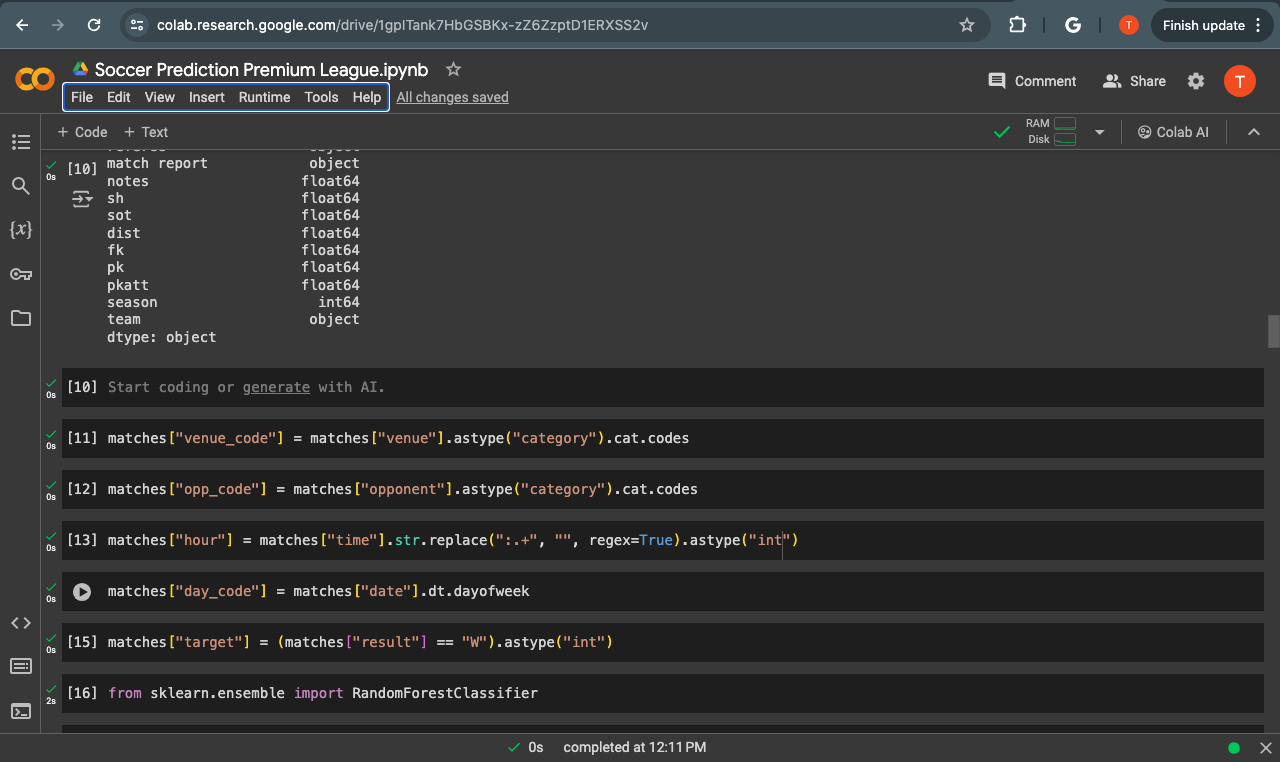 colab.research.google.com/drive/1gplTank7HbGSBKx-zZ6ZzptD1ERXSS2v
G
T
Finish update
Soccer Prediction Premium League.ipynb
Comment
Share
T
File Edit View Insert Runtime Tools Help All changes saved
+ Code + Text
RAM
Disk
Colab AI
[10]
0s
match report object
notes float64
sh float64
sot float64
dist float64
fk float64
pk float64
pkatt float64
season int64
team object
dtype: object
[10] Start coding or generate with AI.
0s
[11] matches["venue_code"] = matches["venue"].astype("category").cat.codes
0s
[12] matches["opp_code"] = matches["opponent"].astype("category").cat.codes
0s
[13] matches["hour"] = matches["time"].str.replace(":.+", "", regex=True).astype("int")
0s
matches["day_code"] = matches["date"].dt.dayofweek
0s
[15] matches["target"] = (matches["result"] == "W").astype("int")
0s
[16] from sklearn.ensemble import RandomForestClassifier
2s
{x}
0s completed at 12:11 PM